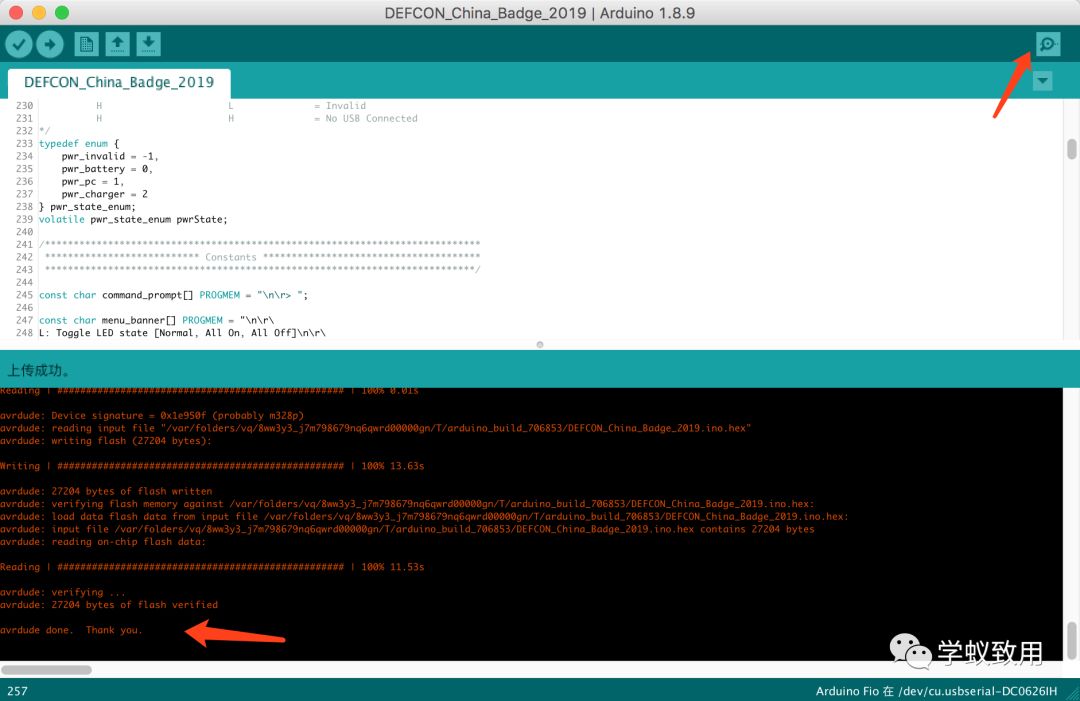 DEFCON_China_Badge_2019 | Arduino 1.8.9
DEFCON_China_Badge_2019
230 H L = Invalid
231 H H = No USB Connected
232 */
233 typedef enum {
234 pwr_invalid = -1,
235 pwr_battery = 0,
236 pwr_pc = 1,
237 pwr_charger = 2
238 } pwr_state_enum;
239 volatile pwr_state_enum pwrState;
240
241 /*****************************************************************************
242 *************************** Constants **************************************
243 ****************************************************************************/
244
245 const char command_prompt[] PROGMEM = "\n\r> ";
246
247 const char menu_banner[] PROGMEM = "\n\r\
248 L: Toggle LED state [Normal, All On, All Off]\n\r\
上传成功。
Reading | ################################################## | 100% 0.01s
avrdude: Device signature = 0x1e950f (probably m328p)
avrdude: reading input file "/var/folders/vq/8ww3y3_j7m798679nq6qwrd00000gn/T/arduino_build_706853/DEFCON_China_Badge_2019.ino.hex"
avrdude: writing flash (27204 bytes):
Writing | ################################################## | 100% 13.63s
avrdude: 27204 bytes of flash written
avrdude: verifying flash memory against /var/folders/vq/8ww3y3_j7m798679nq6qwrd00000gn/T/arduino_build_706853/DEFCON_China_Badge_2019.ino.hex:
avrdude: load data flash data from input file /var/folders/vq/8ww3y3_j7m798679nq6qwrd00000gn/T/arduino_build_706853/DEFCON_China_Badge_2019.ino.hex:
avrdude: input file /var/folders/vq/8ww3y3_j7m798679nq6qwrd00000gn/T/arduino_build_706853/DEFCON_China_Badge_2019.ino.hex contains 27204 bytes
avrdude: reading on-chip flash data:
Reading | ################################################## | 100% 11.53s
avrdude: verifying ...
avrdude: 27204 bytes of flash verified
avrdude done.  Thank you.
学蚁致用
257
Arduino Fio 在 /dev/cu.usbserial-DC0626IH